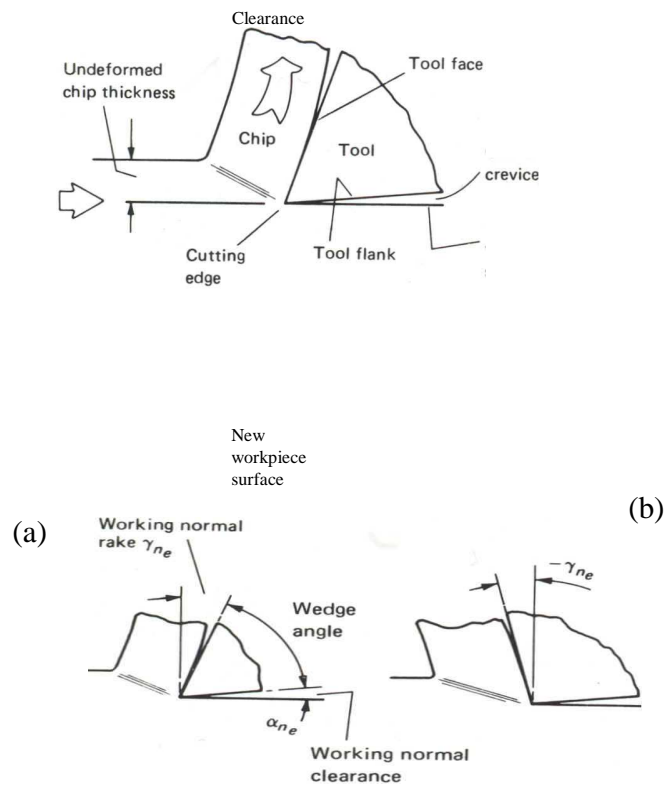 Clearance
Undeformed
chip thickness
Tool face
Chip
Tool
crevice
Cutting
edge
Tool flank
New
workpiece
surface
(a)
(b)
Working normal
rake γne
Wedge
angle
αne
Working normal
clearance
−γne